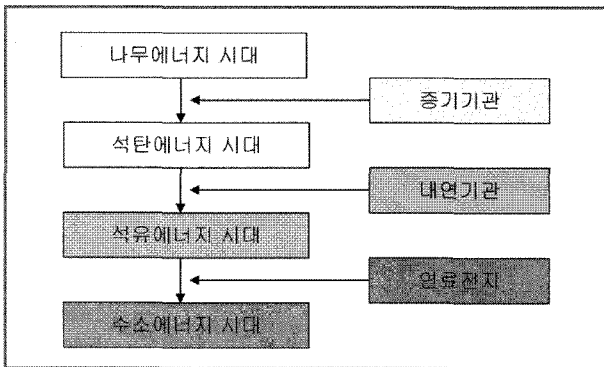 나무에너지 시대
증기기관
석탄에너지 시대
내연기관
석유에너지 시대
연료전지
수소에너지 시대